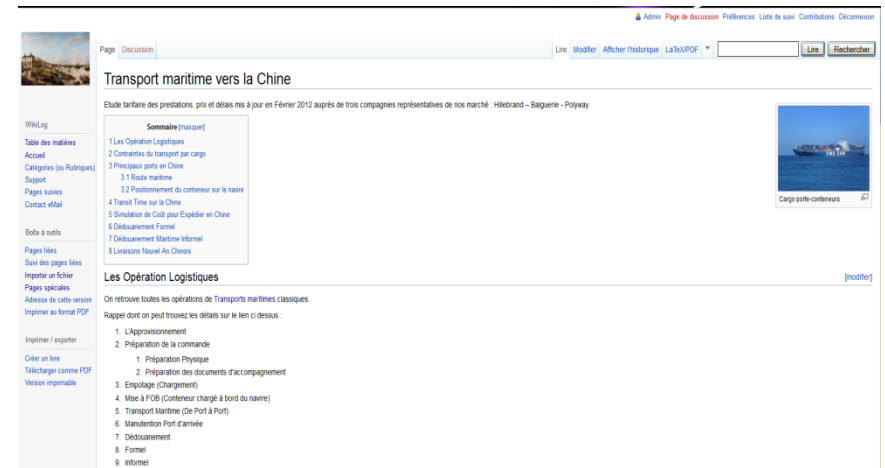 Admin Page de discussion Préférences Liste de suivi Contributions Déconnexion
Page Discussion
Lire Modifier Afficher l'historique LaTeX/PDF Lire Rechercher
Transport maritime vers la Chine
Etude tarifaire des prestations, prix et délais mis à jour en Février 2012 auprès de trois compagnies représentatives de nos marché : Hillebrand – Balguerie - Polyway.
WikiLog
Table des matières
Accueil
Catégories (ou Rubriques)
Support
Pages suivies
Contact eMail
Boîte à outils
Pages liées
Suivi des pages liées
Importer un fichier
Pages spéciales
Adresse de cette version
Imprimer au format PDF
Imprimer / exporter
Créer un livre
Télécharger comme PDF
Version imprimable
Sommaire [masquer]
1 Les Opération Logistiques
2 Contraintes du transport par cargo
3 Principaux ports en Chine
3.1 Route maritime
3.2 Positionnement du conteneur sur le navire
4 Transit Time sur la Chine
5 Simulation de Coût pour Expédier en Chine
6 Dédouanement Formel
7 Dédouanement Maritime Informel
8 Livraisons Nouvel An Chinois
CMA CGM
Cargo porte-conteneurs
Les Opération Logistiques [modifier]
On retrouve toutes les opérations de Transports maritimes classiques.
Rappel dont on peut trouvez les détails sur le lien ci dessus :
1. L'Approvisionnement
2. Préparation de la commande
1. Préparation Physique
2. Préparation des documents d'accompagnement
3. Empotage (Chargement)
4. Mise à FOB (Conteneur chargé à bord du navire)
5. Transport Maritime (De Port à Port)
6. Manutention Port d'arrivée
7. Dédouanement
8. Formel
9. Informel